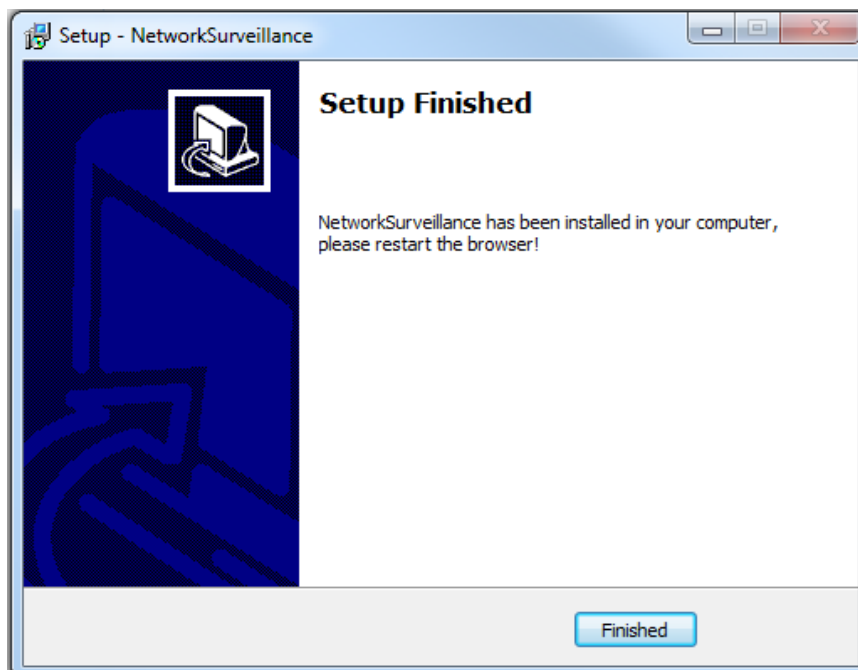 Setup - NetworkSurveillance
Setup Finished
NetworkSurveillance has been installed in your computer,
please restart the browser!
Finished